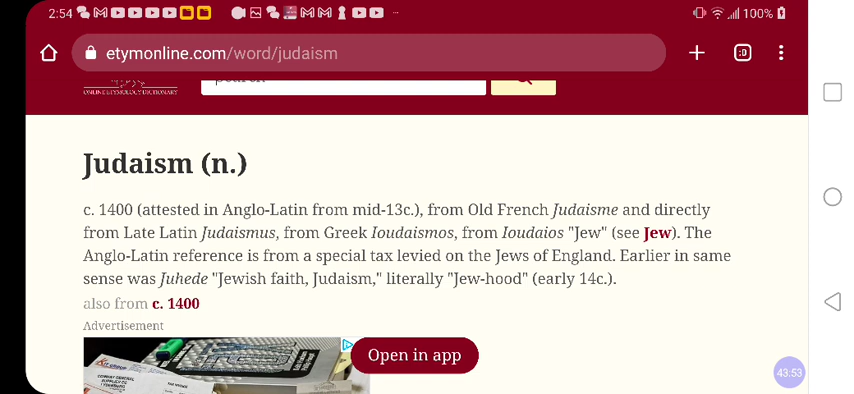 2:54
100%
etymonline.com/word/judaism
:D
ONLINE ETYMOLOGY DICTIONARY
Judaism (n.)
c. 1400 (attested in Anglo-Latin from mid-13c.), from Old French Judaisme and directly
from Late Latin Judaismus, from Greek Ioudaismos, from Ioudaios "Jew" (see Jew). The
Anglo-Latin reference is from a special tax levied on the Jews of England. Earlier in same
sense was Juhede "Jewish faith, Judaism," literally "Jew-hood" (early 14c.).
also from c. 1400
Advertisement
Open in app
43:53